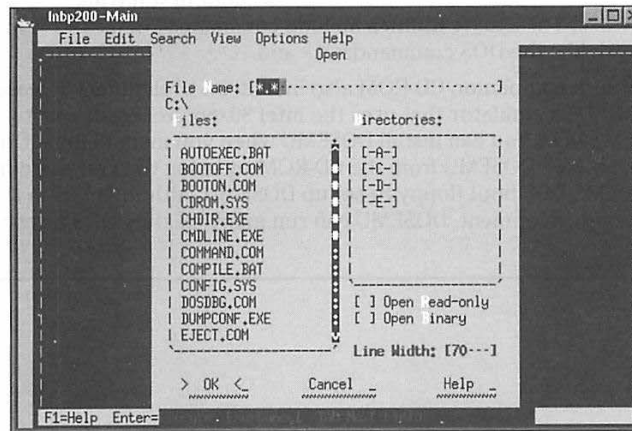 Inbp200-Main
File Edit Search View Options Help
Open
File Name: [*.*                    ]
C:\
Files:
Directories:
AUTOEXEC.BAT
BOOTOFF.COM
BOOTON.COM
CDROM.SYS
CHDIR.EXE
CMDLINE.EXE
COMMAND.COM
COMPILE.BAT
CONFIG.SYS
DOSDBG.COM
DUMPCONF.EXE
EJECT.COM
[-A-]
[-C-]
[-D-]
[-E-]
[ ] Open Read-only
[ ] Open Binary
Line Width: [70---]
> OK <_
Cancel _
Help _
F1=Help Enter=